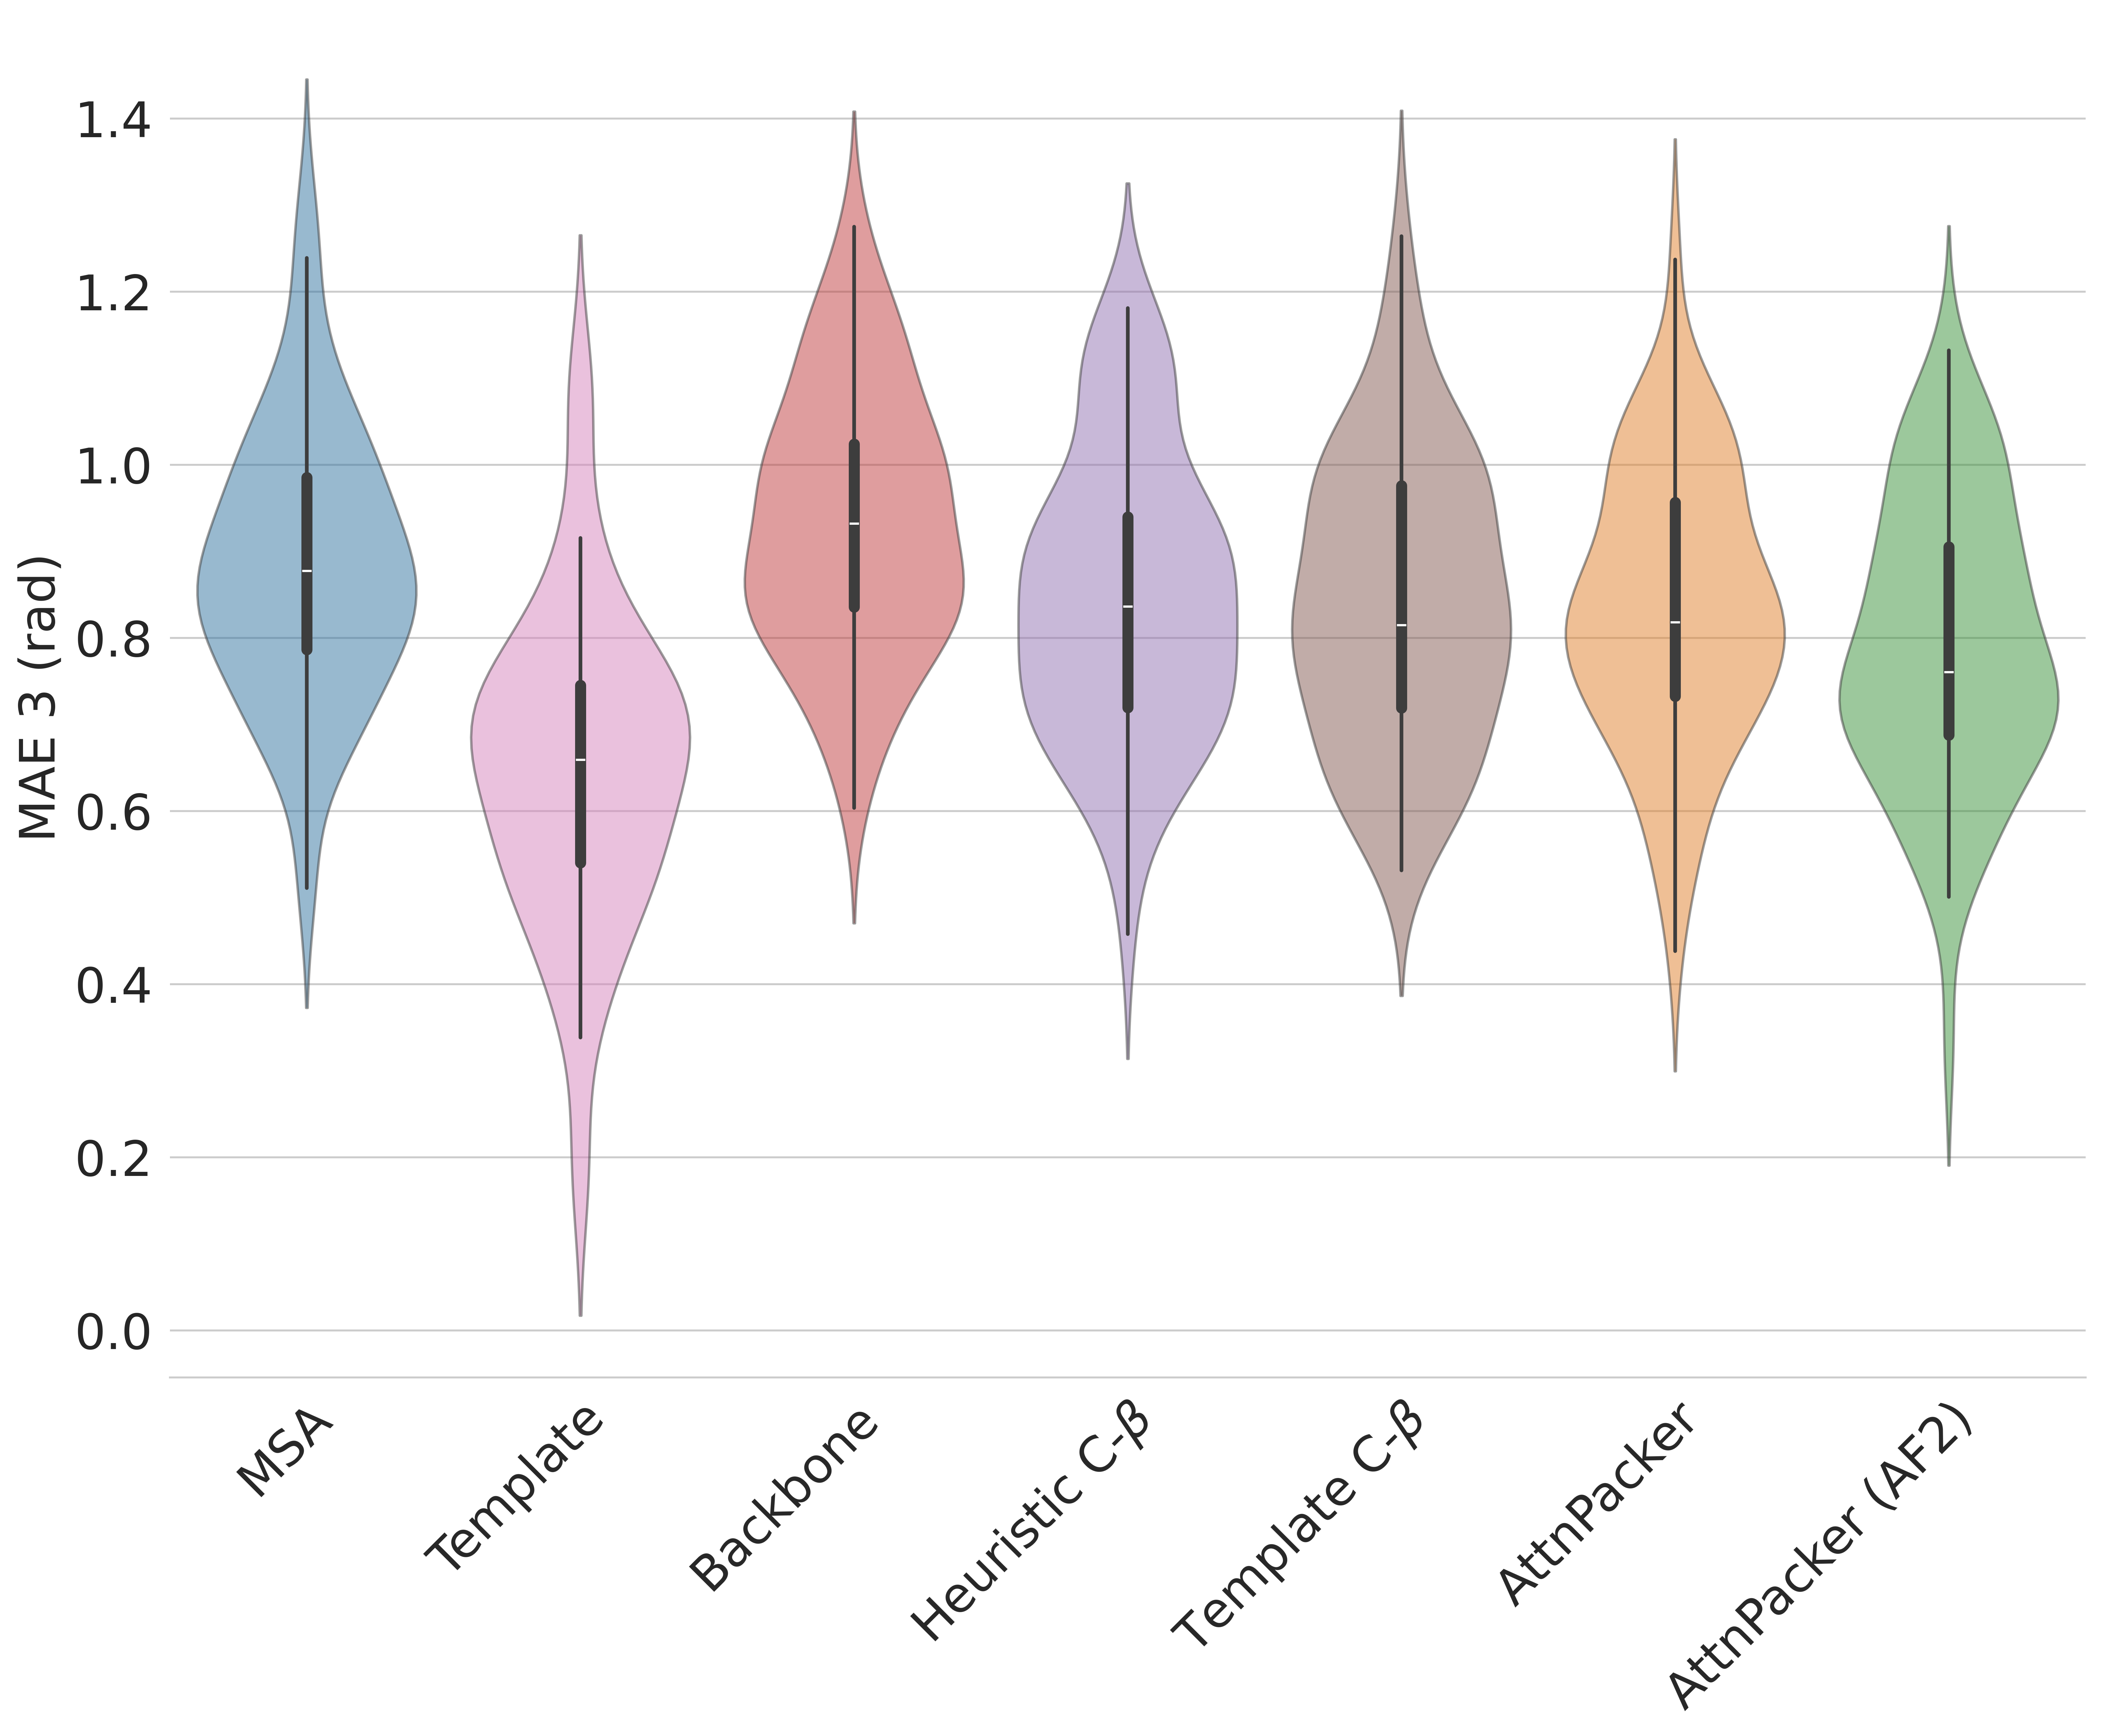 MAE 3 (rad)
1.4
1.2
1.0
0.8
0.6
0.4
0.2
0.0
MSA
Template
Backbone
Heuristic C-β
Template C-β
AttnPacker
AttnPacker (AF2)